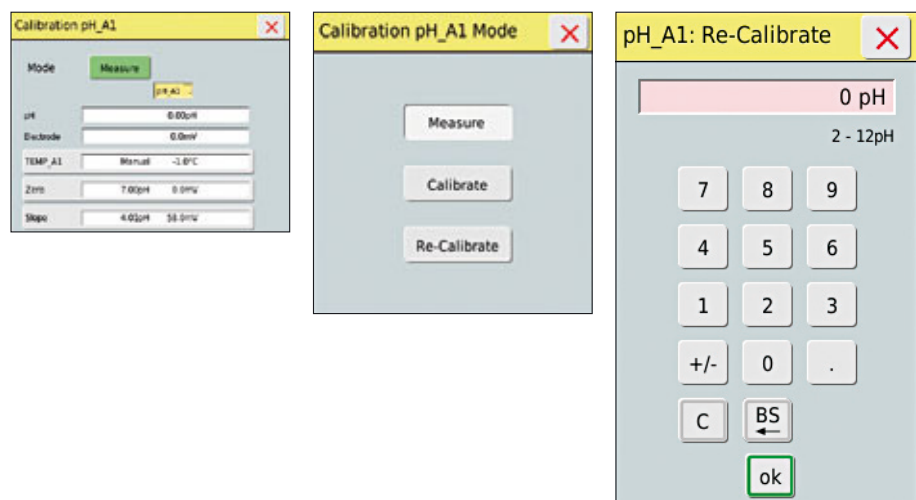 Calibration pH_A1
Mode Measure
pH_A1
pH 0.00pH
Electrode 0.0mV
TEMP_A1 Manual -1.0°C
Zero 7.00pH 0.0mV
Slope 4.01pH 58.0mV
Calibration pH_A1 Mode
Measure
Calibrate
Re-Calibrate
pH_A1: Re-Calibrate
0 pH
2 - 12pH
7 8 9
4 5 6
1 2 3
+/- 0 .
C BS
ok